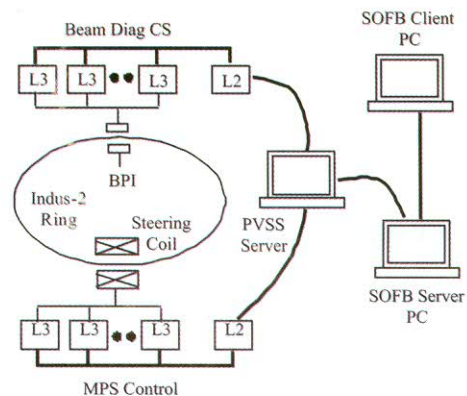 Beam Diag CS
SOFB Client
PC
L3 L3 L3 L2
BPI
Indus-2
Ring
Steering
Coil
PVSS
Server
SOFB Server
PC
L3 L3 L3 L2
MPS Control